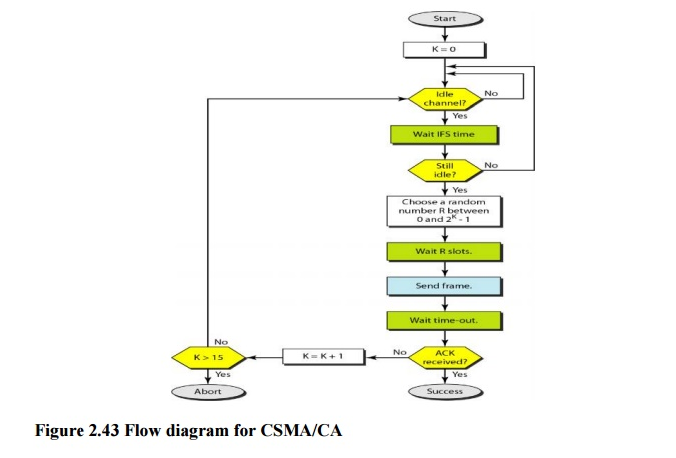 Start
K = 0
Idle
channel?
No
Yes
Wait IFS time
Still
idle?
No
Yes
Choose a random
number R between
0 and 2ᴷ - 1
Wait R slots.
Send frame.
Wait time-out.
ACK
received?
No
Yes
K = K + 1
No
K > 15
Yes
Abort
Success
Figure 2.43 Flow diagram for CSMA/CA